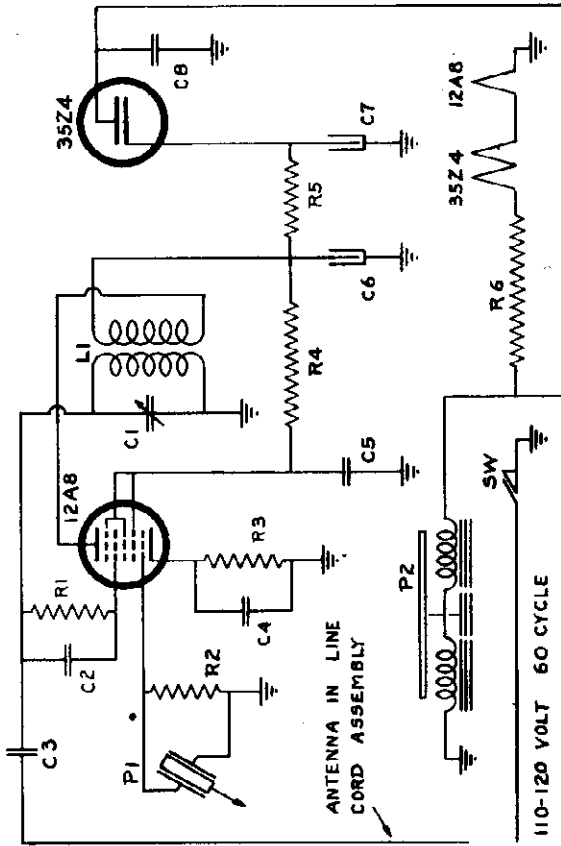 35Z4
C8
12A8
35Z4
C7
R5
L1
C6
R6
R4
C1
12A8
C5
SW
R1
R3
C2
C4
P2
R2
C3
P1
ANTENNA IN LINE
CORD ASSEMBLY
110-120 VOLT 60 CYCLE